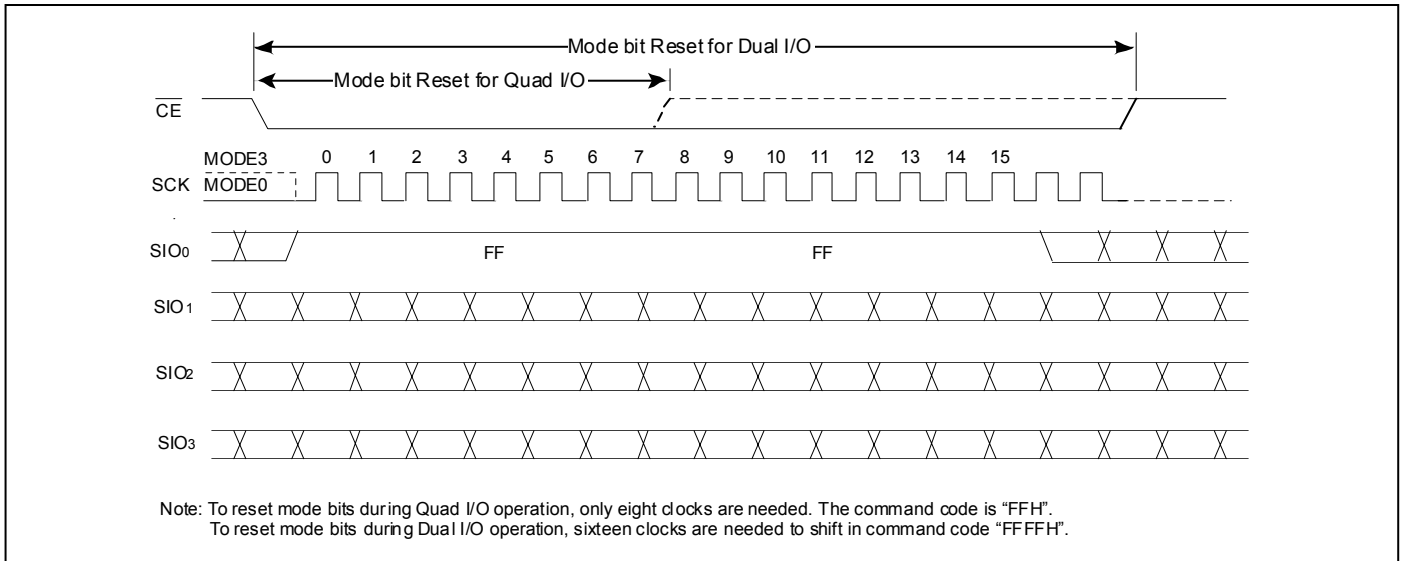 Mode bit Reset for Dual I/O
Mode bit Reset for Quad I/O
CE
MODE3 0 1 2 3 4 5 6 7 8 9 10 11 12 13 14 15
SCK MODE0
SIO0 FF FF
SIO1
SIO2
SIO3
Note: To reset mode bits during Quad I/O operation, only eight clocks are needed. The command code is “FFH”.
To reset mode bits during Dual I/O operation, sixteen clocks are needed to shift in command code “FFFFH”.